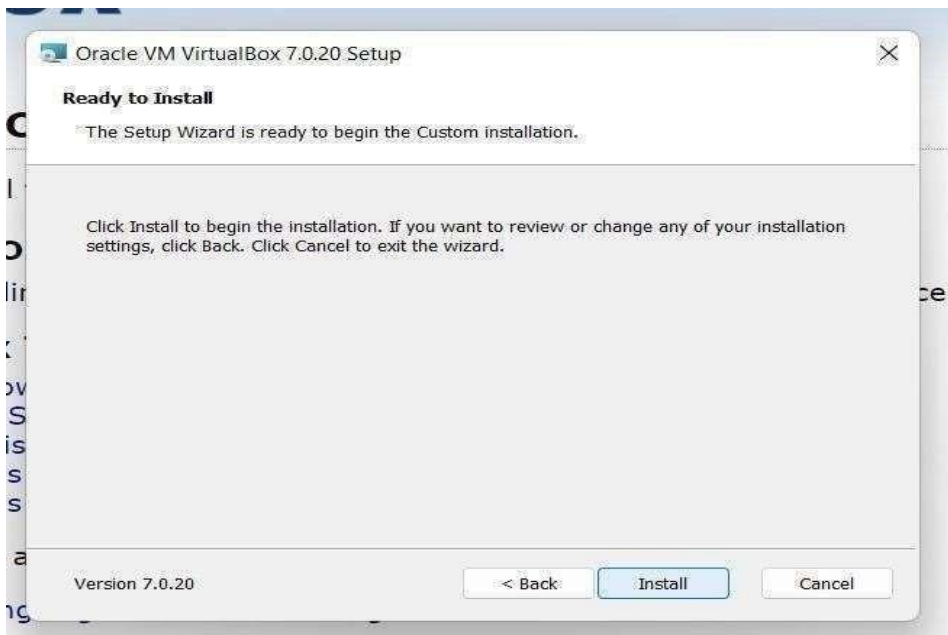 Oracle VM VirtualBox 7.0.20 Setup
Ready to Install
The Setup Wizard is ready to begin the Custom installation.
Click Install to begin the installation. If you want to review or change any of your installation
settings, click Back. Click Cancel to exit the wizard.
Version 7.0.20
< Back
Install
Cancel